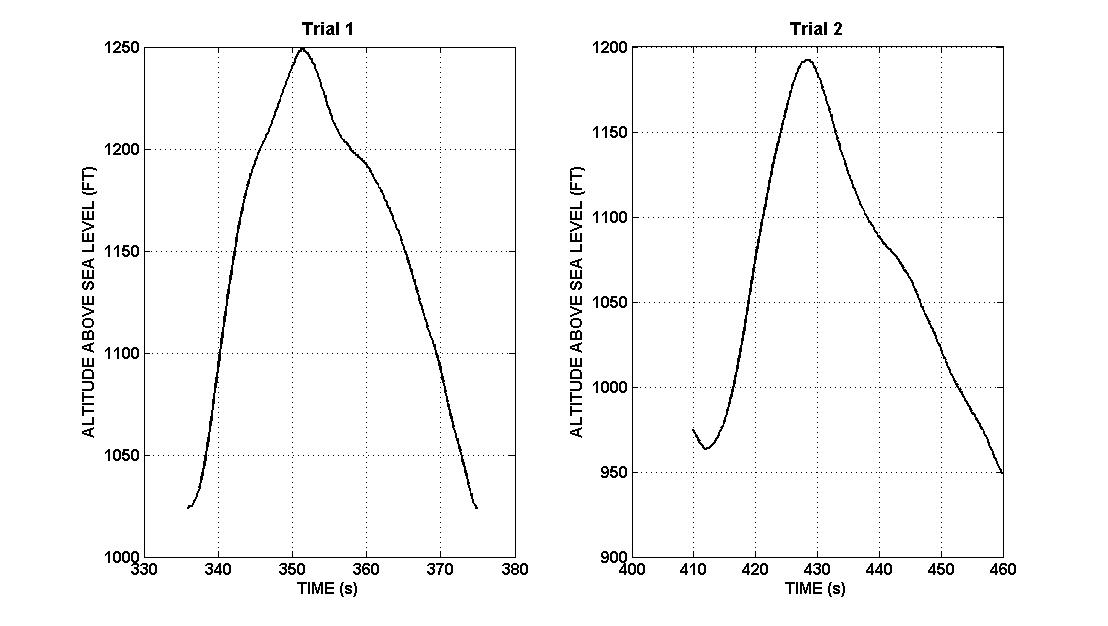 Trial 1
1250
1200
1150
1100
1050
1000
ALTITUDE ABOVE SEA LEVEL (FT)
330 340 350 360 370 380
TIME (s)
Trial 2
1200
1150
1100
1050
1000
950
900
ALTITUDE ABOVE SEA LEVEL (FT)
400 410 420 430 440 450 460
TIME (s)